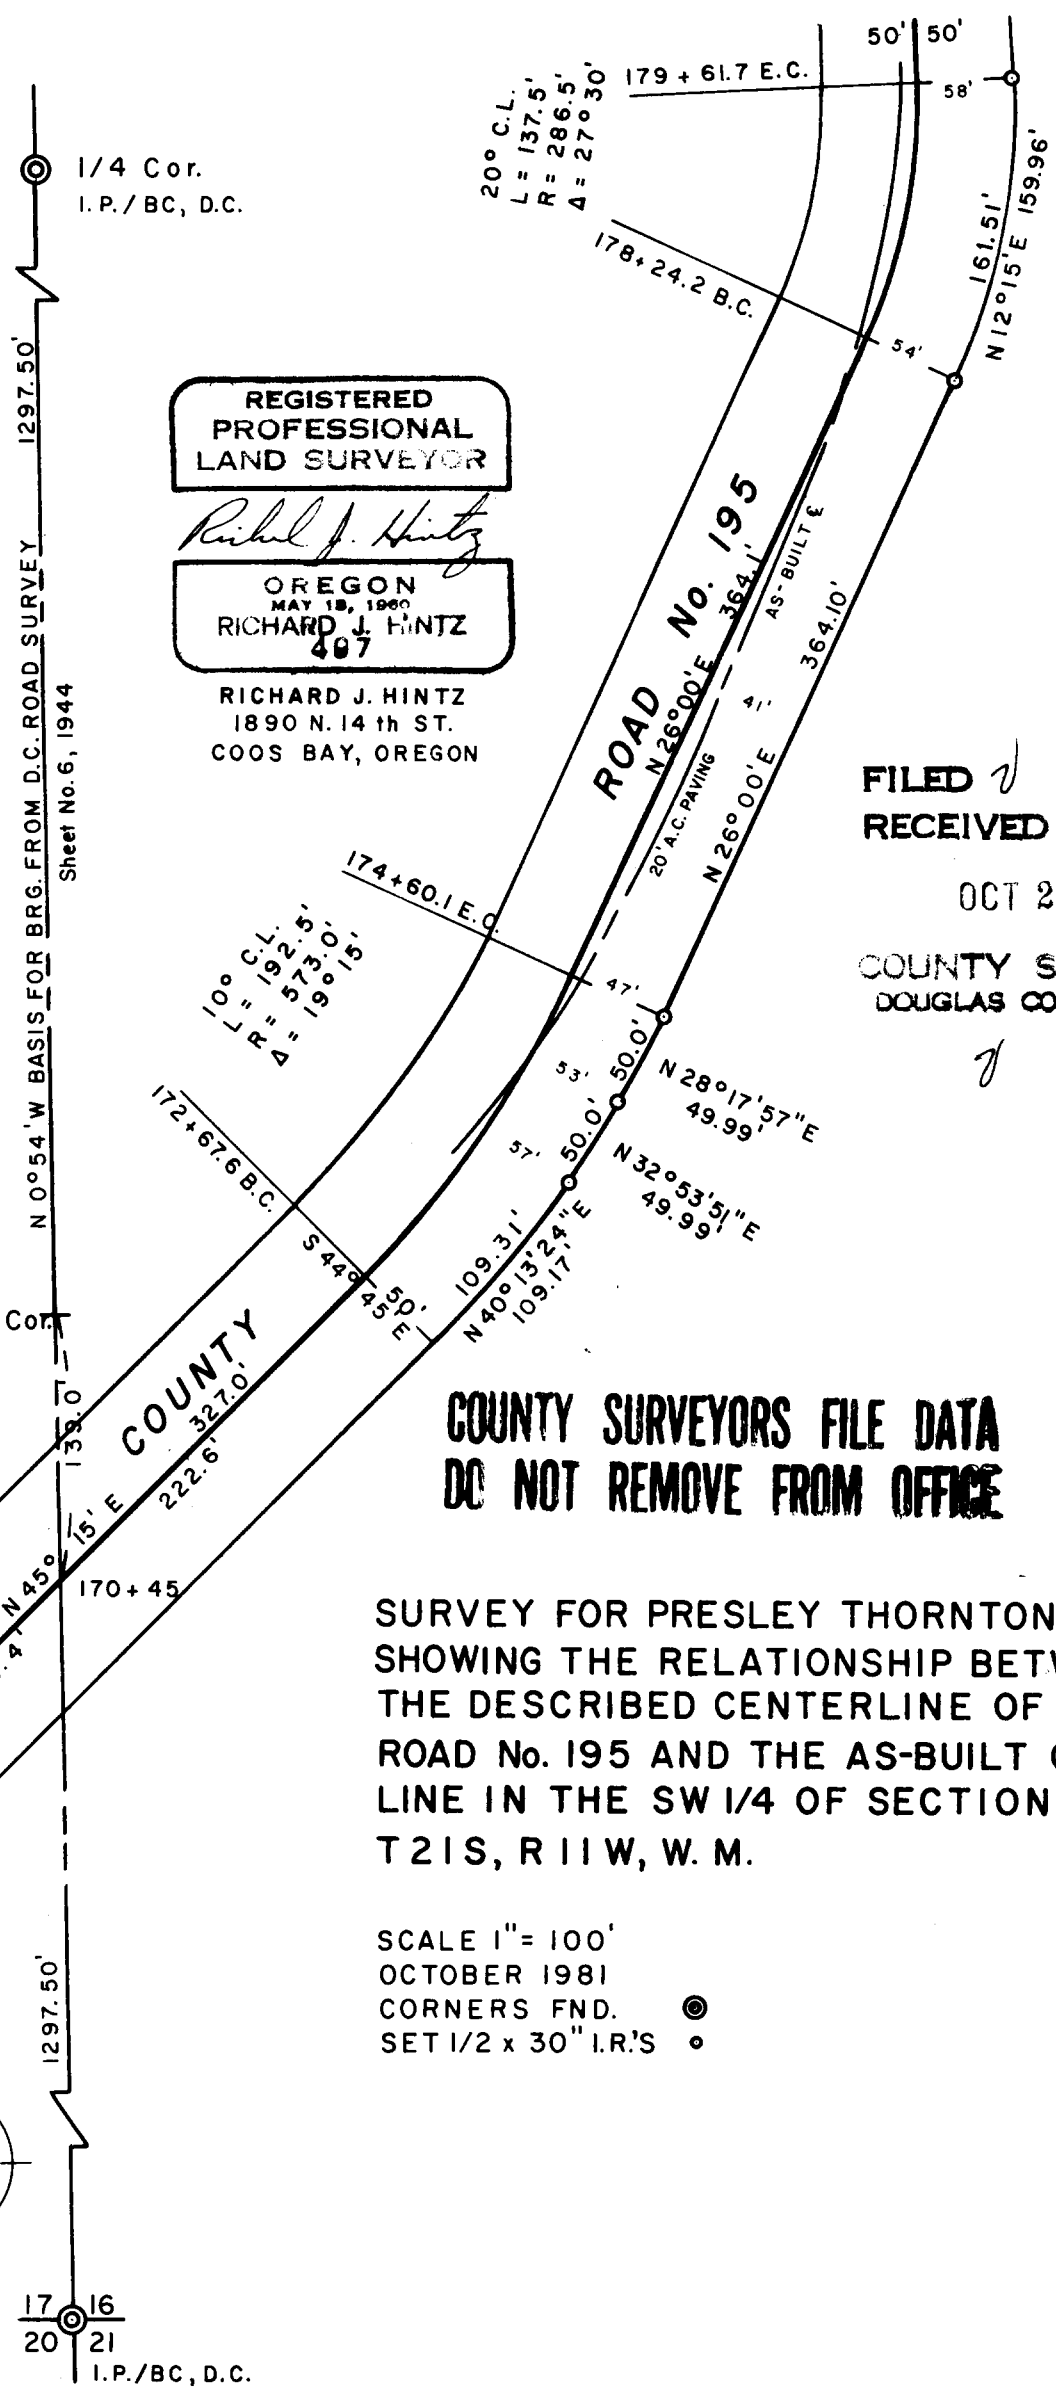 50' 50'
179 + 61.7 E.C.
58'
20° C.L.
L = 137.5'
R = 286.5'
Δ = 27° 30'
161.51'
N 12° 15' E 159.96'
178+ 24.2 B.C.
54'
1/4 Cor.
I.P./BC, D.C.
1297.50'
N 0° 54' W BASIS FOR BRG. FROM D.C. ROAD SURVEY
Sheet No. 6, 1944
REGISTERED
PROFESSIONAL
LAND SURVEYOR
Richard J. Hintz
OREGON
MAY 13, 1960
RICHARD J. HINTZ
497
RICHARD J. HINTZ
1890 N. 14 th ST.
COOS BAY, OREGON
COUNTY ROAD No. 195
364.1'
N 26° 00' E
AS-BUILT ℄
364.10'
41'
20' A.C. PAVING
N 26° 00' E
FILED
RECEIVED
OCT 2
COUNTY S
DOUGLAS CO
174+60.1 E.C.
47'
10° C.L.
L " 192.5'
R " 573.0'
Δ " 19° 15'
53'
50.0'
N 28° 17' 57" E
49.99'
57'
50.0'
N 32° 53' 51" E
49.99'
172+67.6 B.C.
S 44° 45' E
50'
109.31'
N 40° 13' 24" E
109.17'
Cor.
139.0'
327.0'
222.6'
N 45° 15' E
170+45
COUNTY SURVEYORS FILE DATA
DO NOT REMOVE FROM OFFICE
SURVEY FOR PRESLEY THORNTON
SHOWING THE RELATIONSHIP BETW
THE DESCRIBED CENTERLINE OF
ROAD No. 195 AND THE AS-BUILT C
LINE IN THE SW 1/4 OF SECTION
T 21 S, R 11 W, W. M.
SCALE 1" = 100'
OCTOBER 1981
CORNERS FND.
SET 1/2 x 30" I.R.'S
1297.50'
17 16
20 21
I.P./BC, D.C.